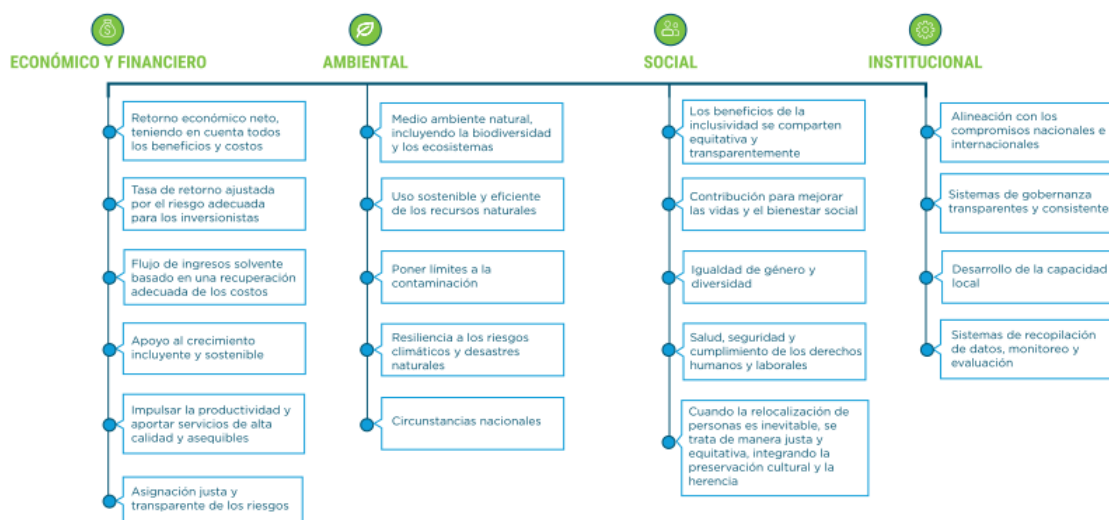 ECONÓMICO Y FINANCIERO
Retorno económico neto,
teniendo en cuenta todos
los beneficios y costos
Tasa de retorno ajustada
por el riesgo adecuada
para los inversionistas
Flujo de ingresos solvente
basado en una recuperación
adecuada de los costos
Apoyo al crecimiento
incluyente y sostenible
Impulsar la productividad y
aportar servicios de alta
calidad y asequibles
Asignación justa y
transparente de los riesgos
AMBIENTAL
Medio ambiente natural,
incluyendo la biodiversidad
y los ecosistemas
Uso sostenible y eficiente
de los recursos naturales
Poner límites a la
contaminación
Resiliencia a los riesgos
climáticos y desastres
naturales
Circunstancias nacionales
SOCIAL
Los beneficios de la
inclusividad se comparten
equitativa y
transparentemente
Contribución para mejorar
las vidas y el bienestar social
Igualdad de género y
diversidad
Salud, seguridad y
cumplimiento de los derechos
humanos y laborales
Cuando la relocalización de
personas es inevitable, se
trata de manera justa y
equitativa, integrando la
preservación cultural y la
herencia
INSTITUCIONAL
Alineación con los
compromisos nacionales e
internacionales
Sistemas de gobernanza
transparentes y consistente
Desarrollo de la capacidad
local
Sistemas de recopilación
de datos, monitoreo y
evaluación